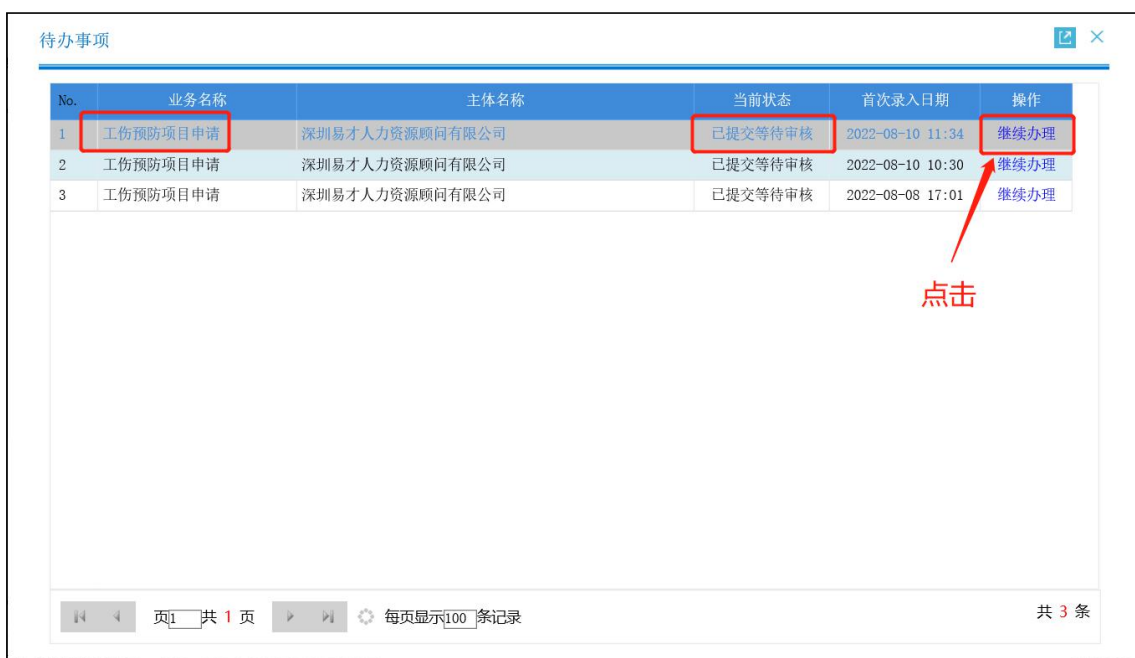 待办事项
No. 业务名称 主体名称 当前状态 首次录入日期 操作
1 工伤预防项目申请 深圳易才人力资源顾问有限公司 已提交等待审核 2022-08-10 11:34 继续办理
2 工伤预防项目申请 深圳易才人力资源顾问有限公司 已提交等待审核 2022-08-10 10:30 继续办理
3 工伤预防项目申请 深圳易才人力资源顾问有限公司 已提交等待审核 2022-08-08 17:01 继续办理
点击
页1 共 1 页 每页显示100 条记录 共 3 条